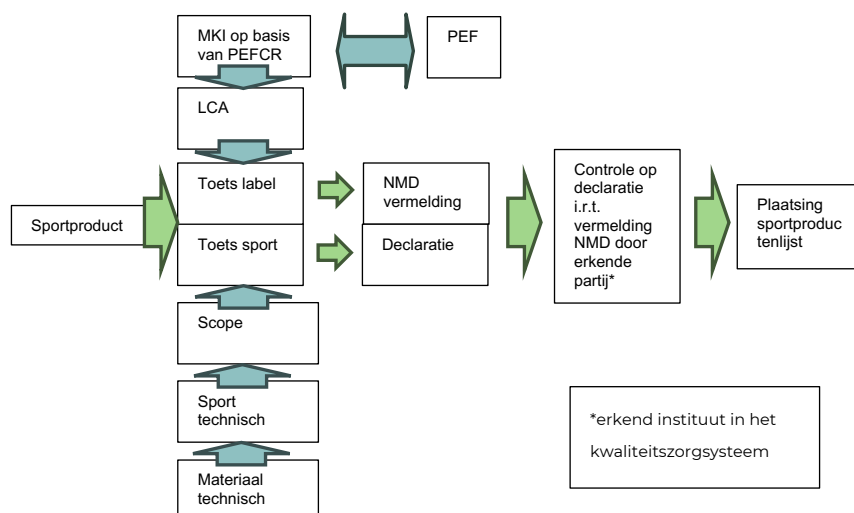 MKI op basis
van PEFCR
PEF
LCA
Toets label
NMD
vermelding
Controle op
declaratie
i.r.t.
vermelding
NMD door
erkende
partij*
Plaatsing
sportproduc
tenlijst
Sportproduct
Toets sport
Declaratie
Scope
Sport
technisch
Materiaal
technisch
*erkend instituut in het
kwaliteitszorgsysteem